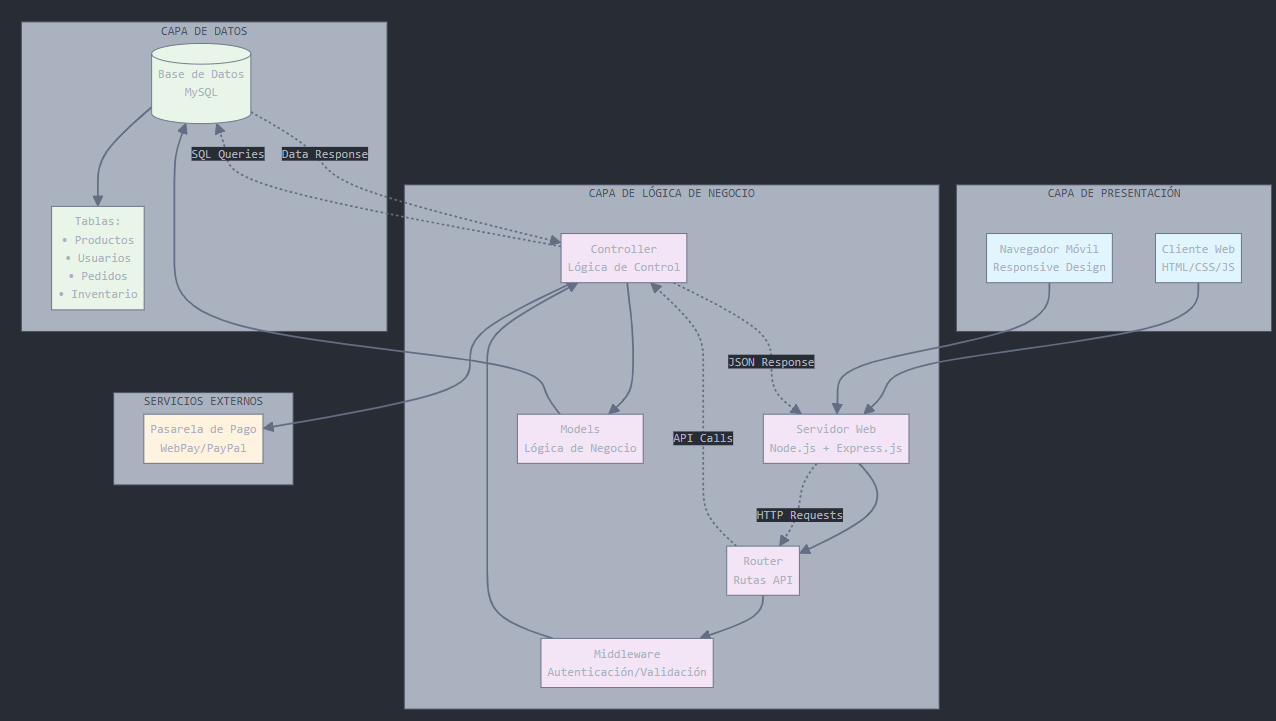 CAPA DE DATOS
Base de Datos
MySQL
SQL Queries
Data Response
Tablas:
• Productos
• Usuarios
• Pedidos
• Inventario
SERVICIOS EXTERNOS
Pasarela de Pago
WebPay/PayPal
CAPA DE LÓGICA DE NEGOCIO
Controller
Lógica de Control
JSON Response
Models
Lógica de Negocio
API Calls
Servidor Web
Node.js + Express.js
HTTP Requests
Router
Rutas API
Middleware
Autenticación/Validación
CAPA DE PRESENTACIÓN
Navegador Móvil
Responsive Design
Cliente Web
HTML/CSS/JS